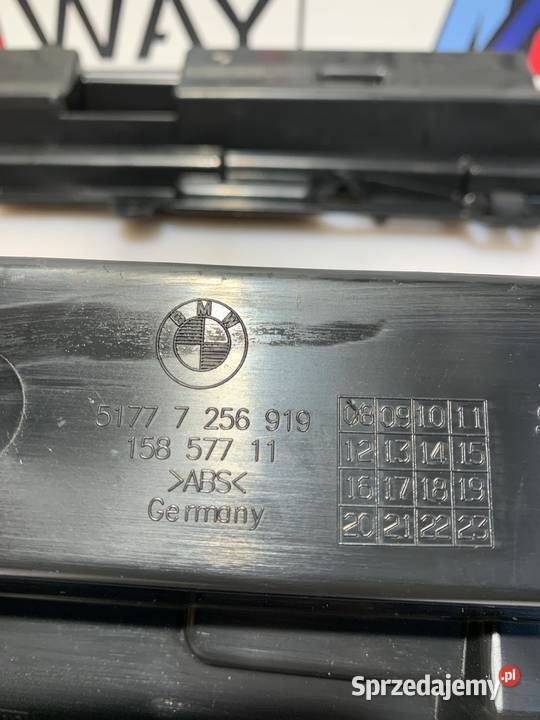 WAY
BMW
5177 7 256 919
158 577 11
>ABS<
Germany
08 09 10 11
12 13 14 15
16 17 18 19
20 21 22 23
Sprzedajemy.pl